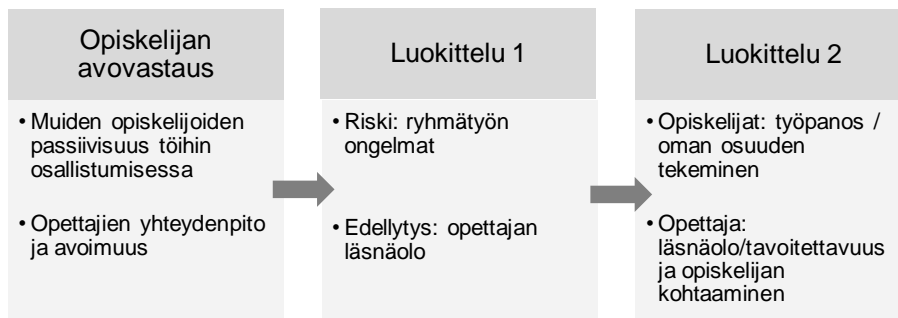 Opiskelijan
avovastaus
• Muiden opiskelijoiden
passiivisuus töihin
osallistumisessa
• Opettajien yhteydenpito
ja avoimuus
Luokittelu 1
• Riski: ryhmätyön
ongelmat
• Edellytys: opettajan
läsnäolo
Luokittelu 2
• Opiskelijat: työpanos /
oman osuuden
tekeminen
• Opettaja:
läsnäolo/tavoitettavuus
ja opiskelijan
kohtaaminen